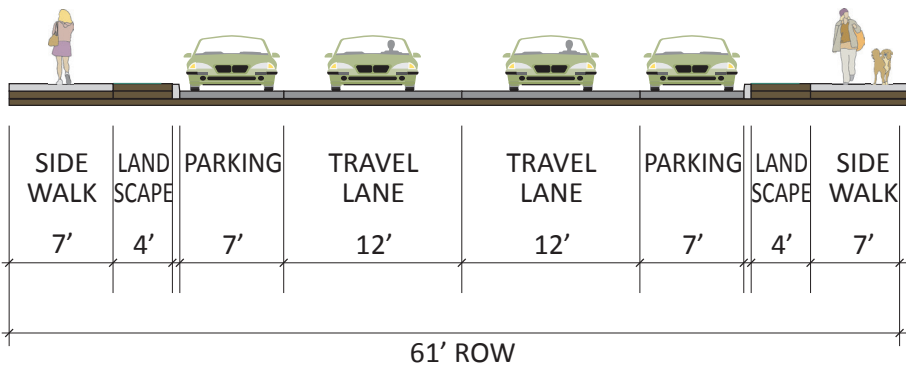 SIDE WALK 7'
LAND SCAPE 4'
PARKING 7’
TRAVEL LANE 12’
TRAVEL LANE 12’
PARKING 7’
LAND SCAPE 4’
SIDE WALK 7’
61’ ROW